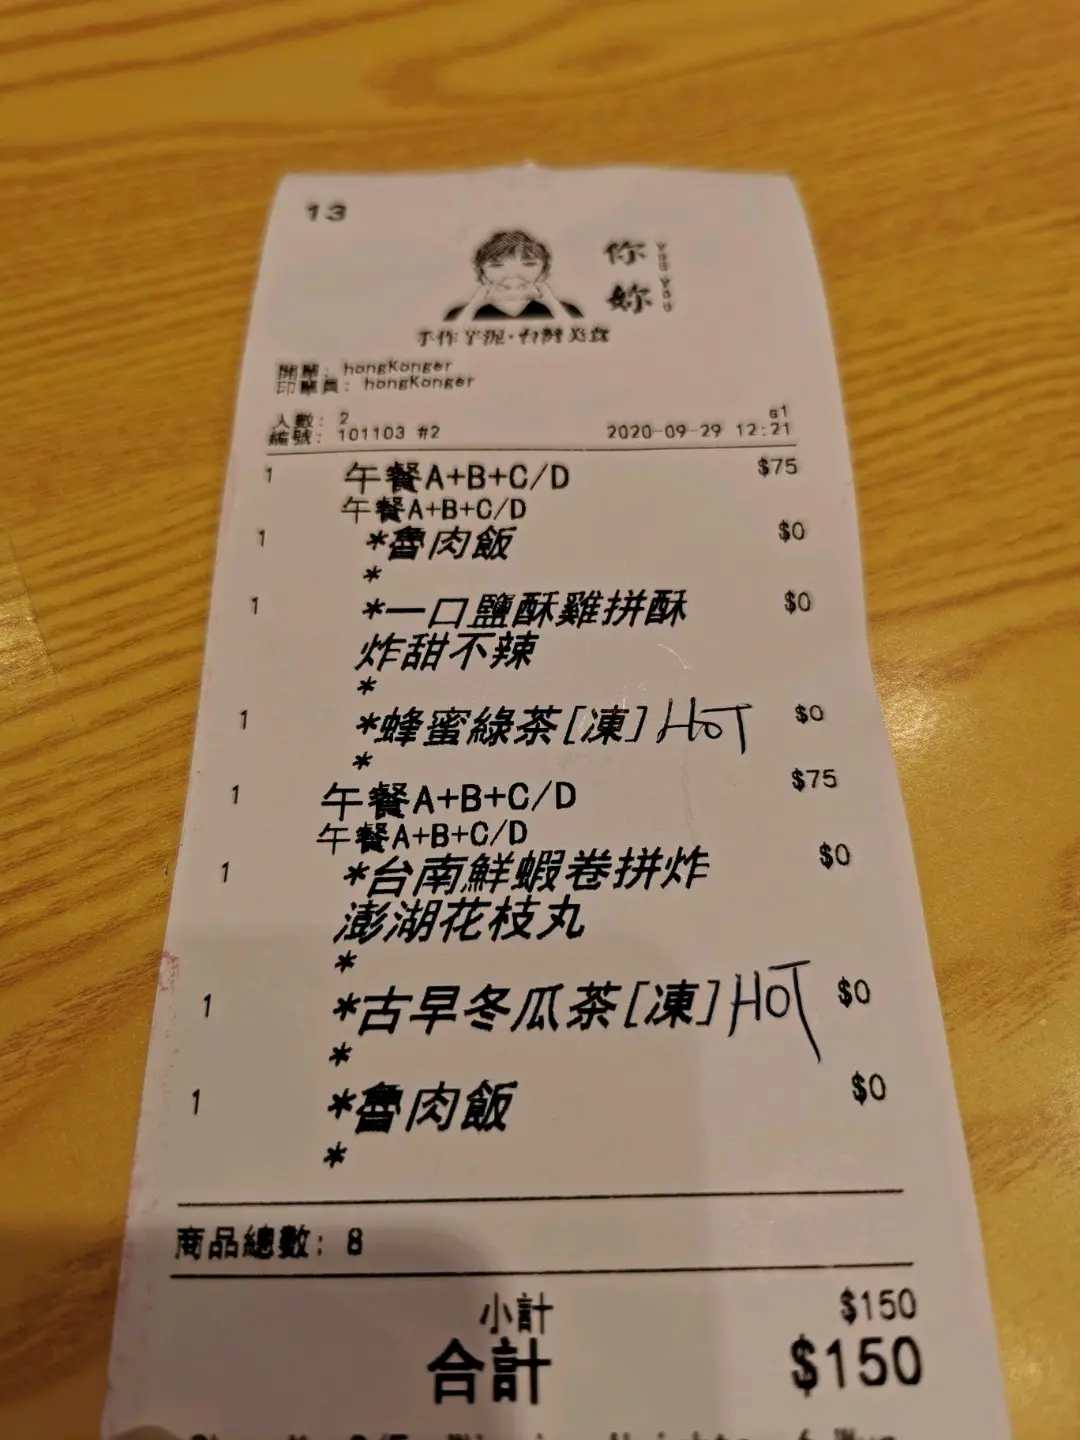 13
你妳
手作芋泥·台灣美食
開單: hongKonger
印單員: hongKonger
人數: 2
s1
編號: 101103 #2 2020-09-29 12:21
1 午餐A+B+C/D $75
午餐A+B+C/D
1 *魯肉飯 $0
*
1 *一口鹽酥雞拼酥 $0
炸甜不辣
*
1 *蜂蜜綠茶[凍] HOT $0
*
1 午餐A+B+C/D $75
午餐A+B+C/D
1 *台南鮮蝦卷拼炸 $0
澎湖花枝丸
*
1 *古早冬瓜茶[凍] HOT $0
*
1 *魯肉飯 $0
*
商品總數: 8
小計 $150
合計 $150